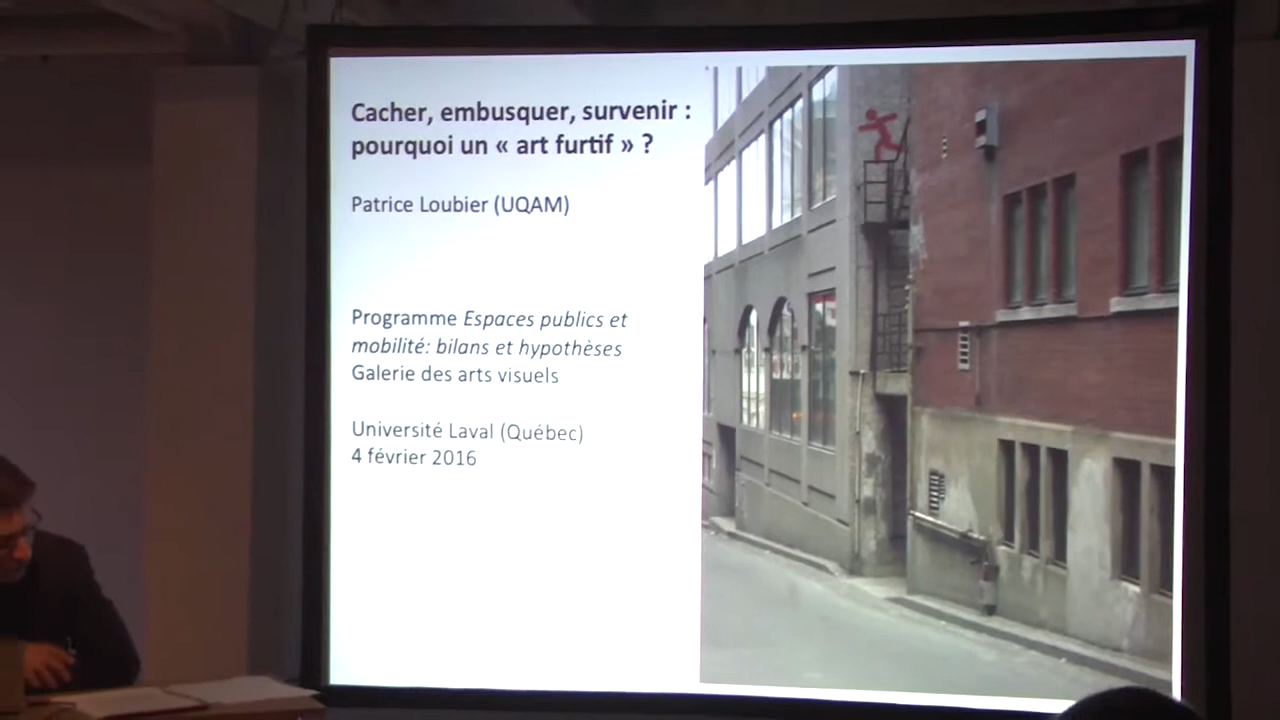 Cacher, embusquer, survenir :
pourquoi un « art furtif » ?
Patrice Loubier (UQAM)
Programme Espaces publics et
mobilité: bilans et hypothèses
Galerie des arts visuels
Université Laval (Québec)
4 février 2016